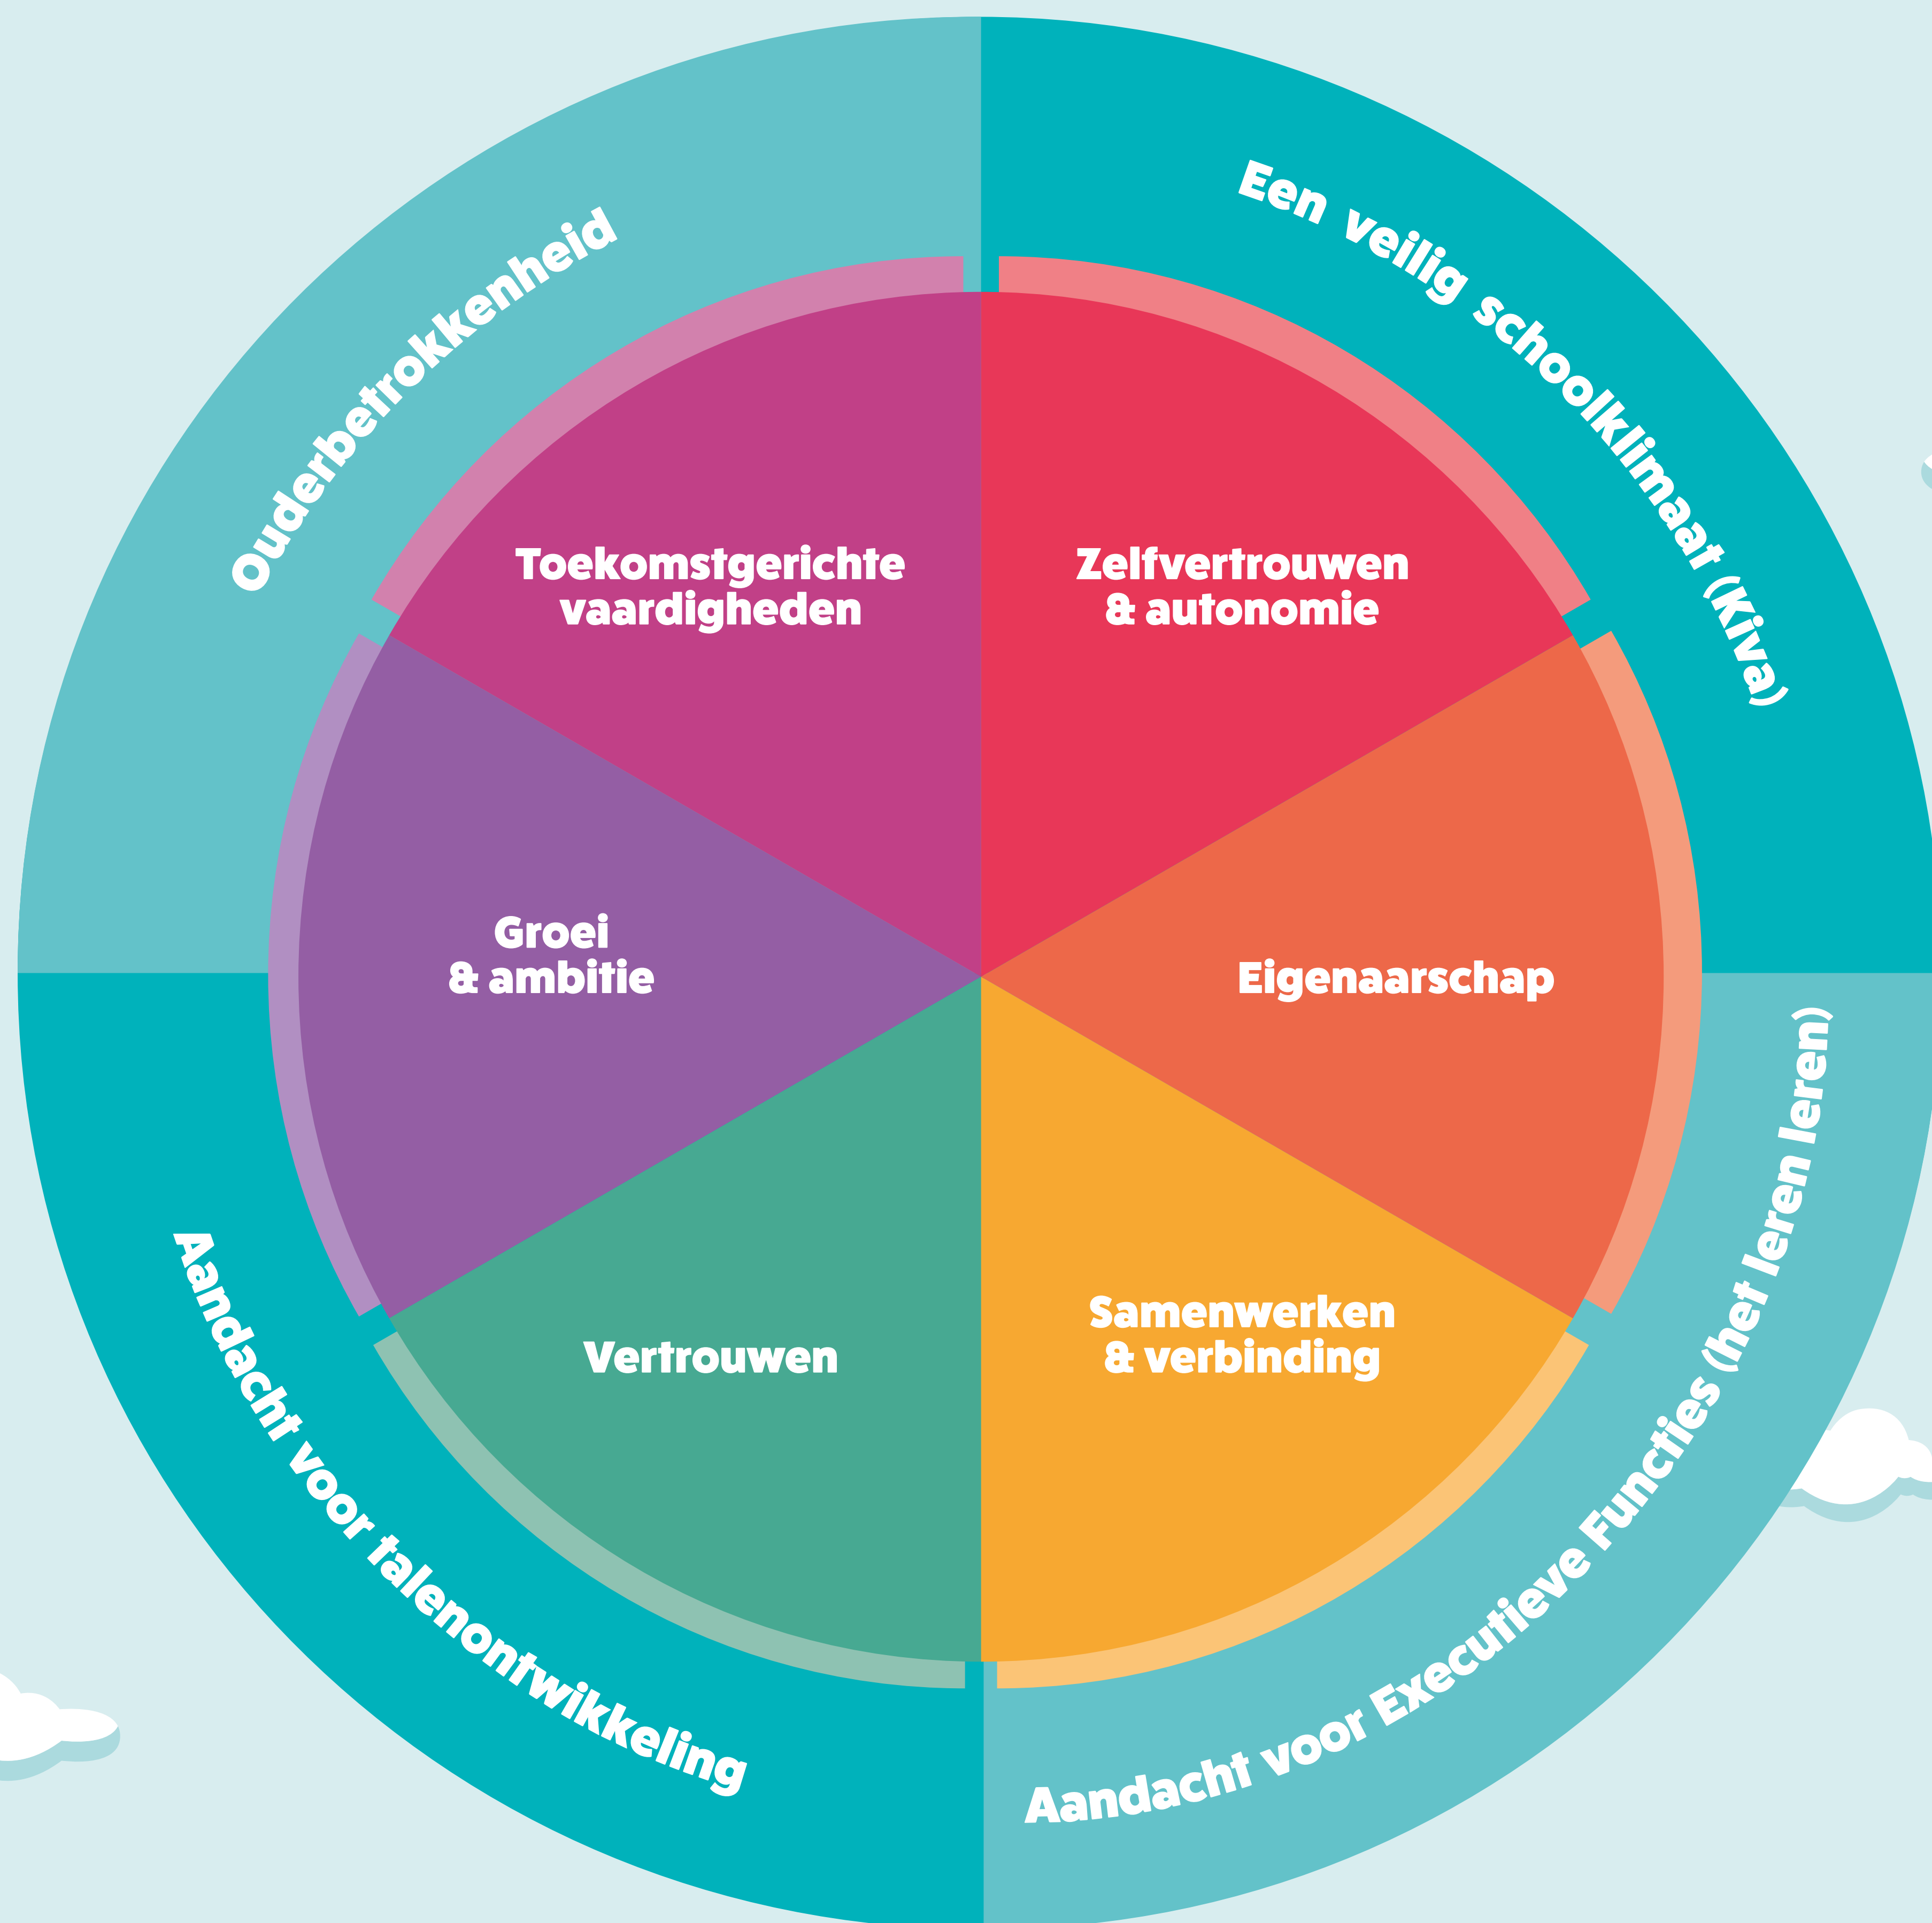 Ouderbetrokkenheid
Een veilig schoolklimaat (Kiva)
Toekomstgerichte
vaardigheden
Zelfvertrouwen
& autonomie
Groei
& ambitie
Eigenaarschap
Vertrouwen
Samenwerken
& verbinding
Aandacht voor talenontwikkeling
Aandacht voor Executieve Functies (het leren leren)